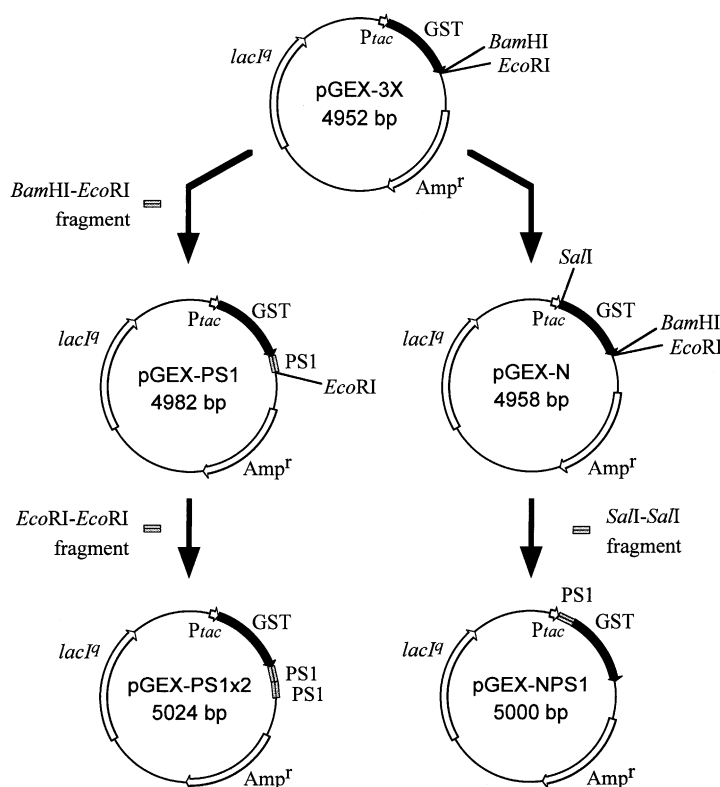 Ptac
GST
BamHI
EcoRI
lacIq
pGEX-3X
4952 bp
Ampr
BamHI-EcoRI
fragment
SalI
Ptac
GST
lacIq
PS1
EcoRI
pGEX-PS1
4982 bp
Ampr
Ptac
GST
lacIq
BamHI
EcoRI
pGEX-N
4958 bp
Ampr
EcoRI-EcoRI
fragment
SalI-SalI
fragment
Ptac
GST
lacIq
PS1
PS1
pGEX-PS1x2
5024 bp
Ampr
PS1
Ptac
GST
lacIq
pGEX-NPS1
5000 bp
Ampr